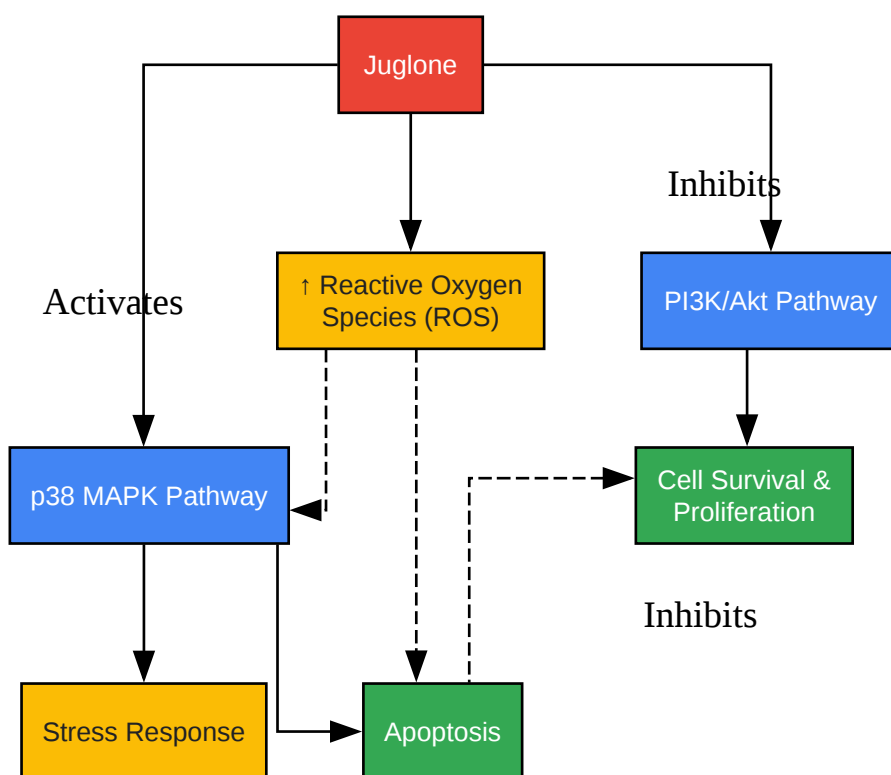 Juglone
Inhibits
↑ Reactive Oxygen
Species (ROS)
PI3K/Akt Pathway
Activates
p38 MAPK Pathway
Cell Survival &
Proliferation
Inhibits
Stress Response
Apoptosis